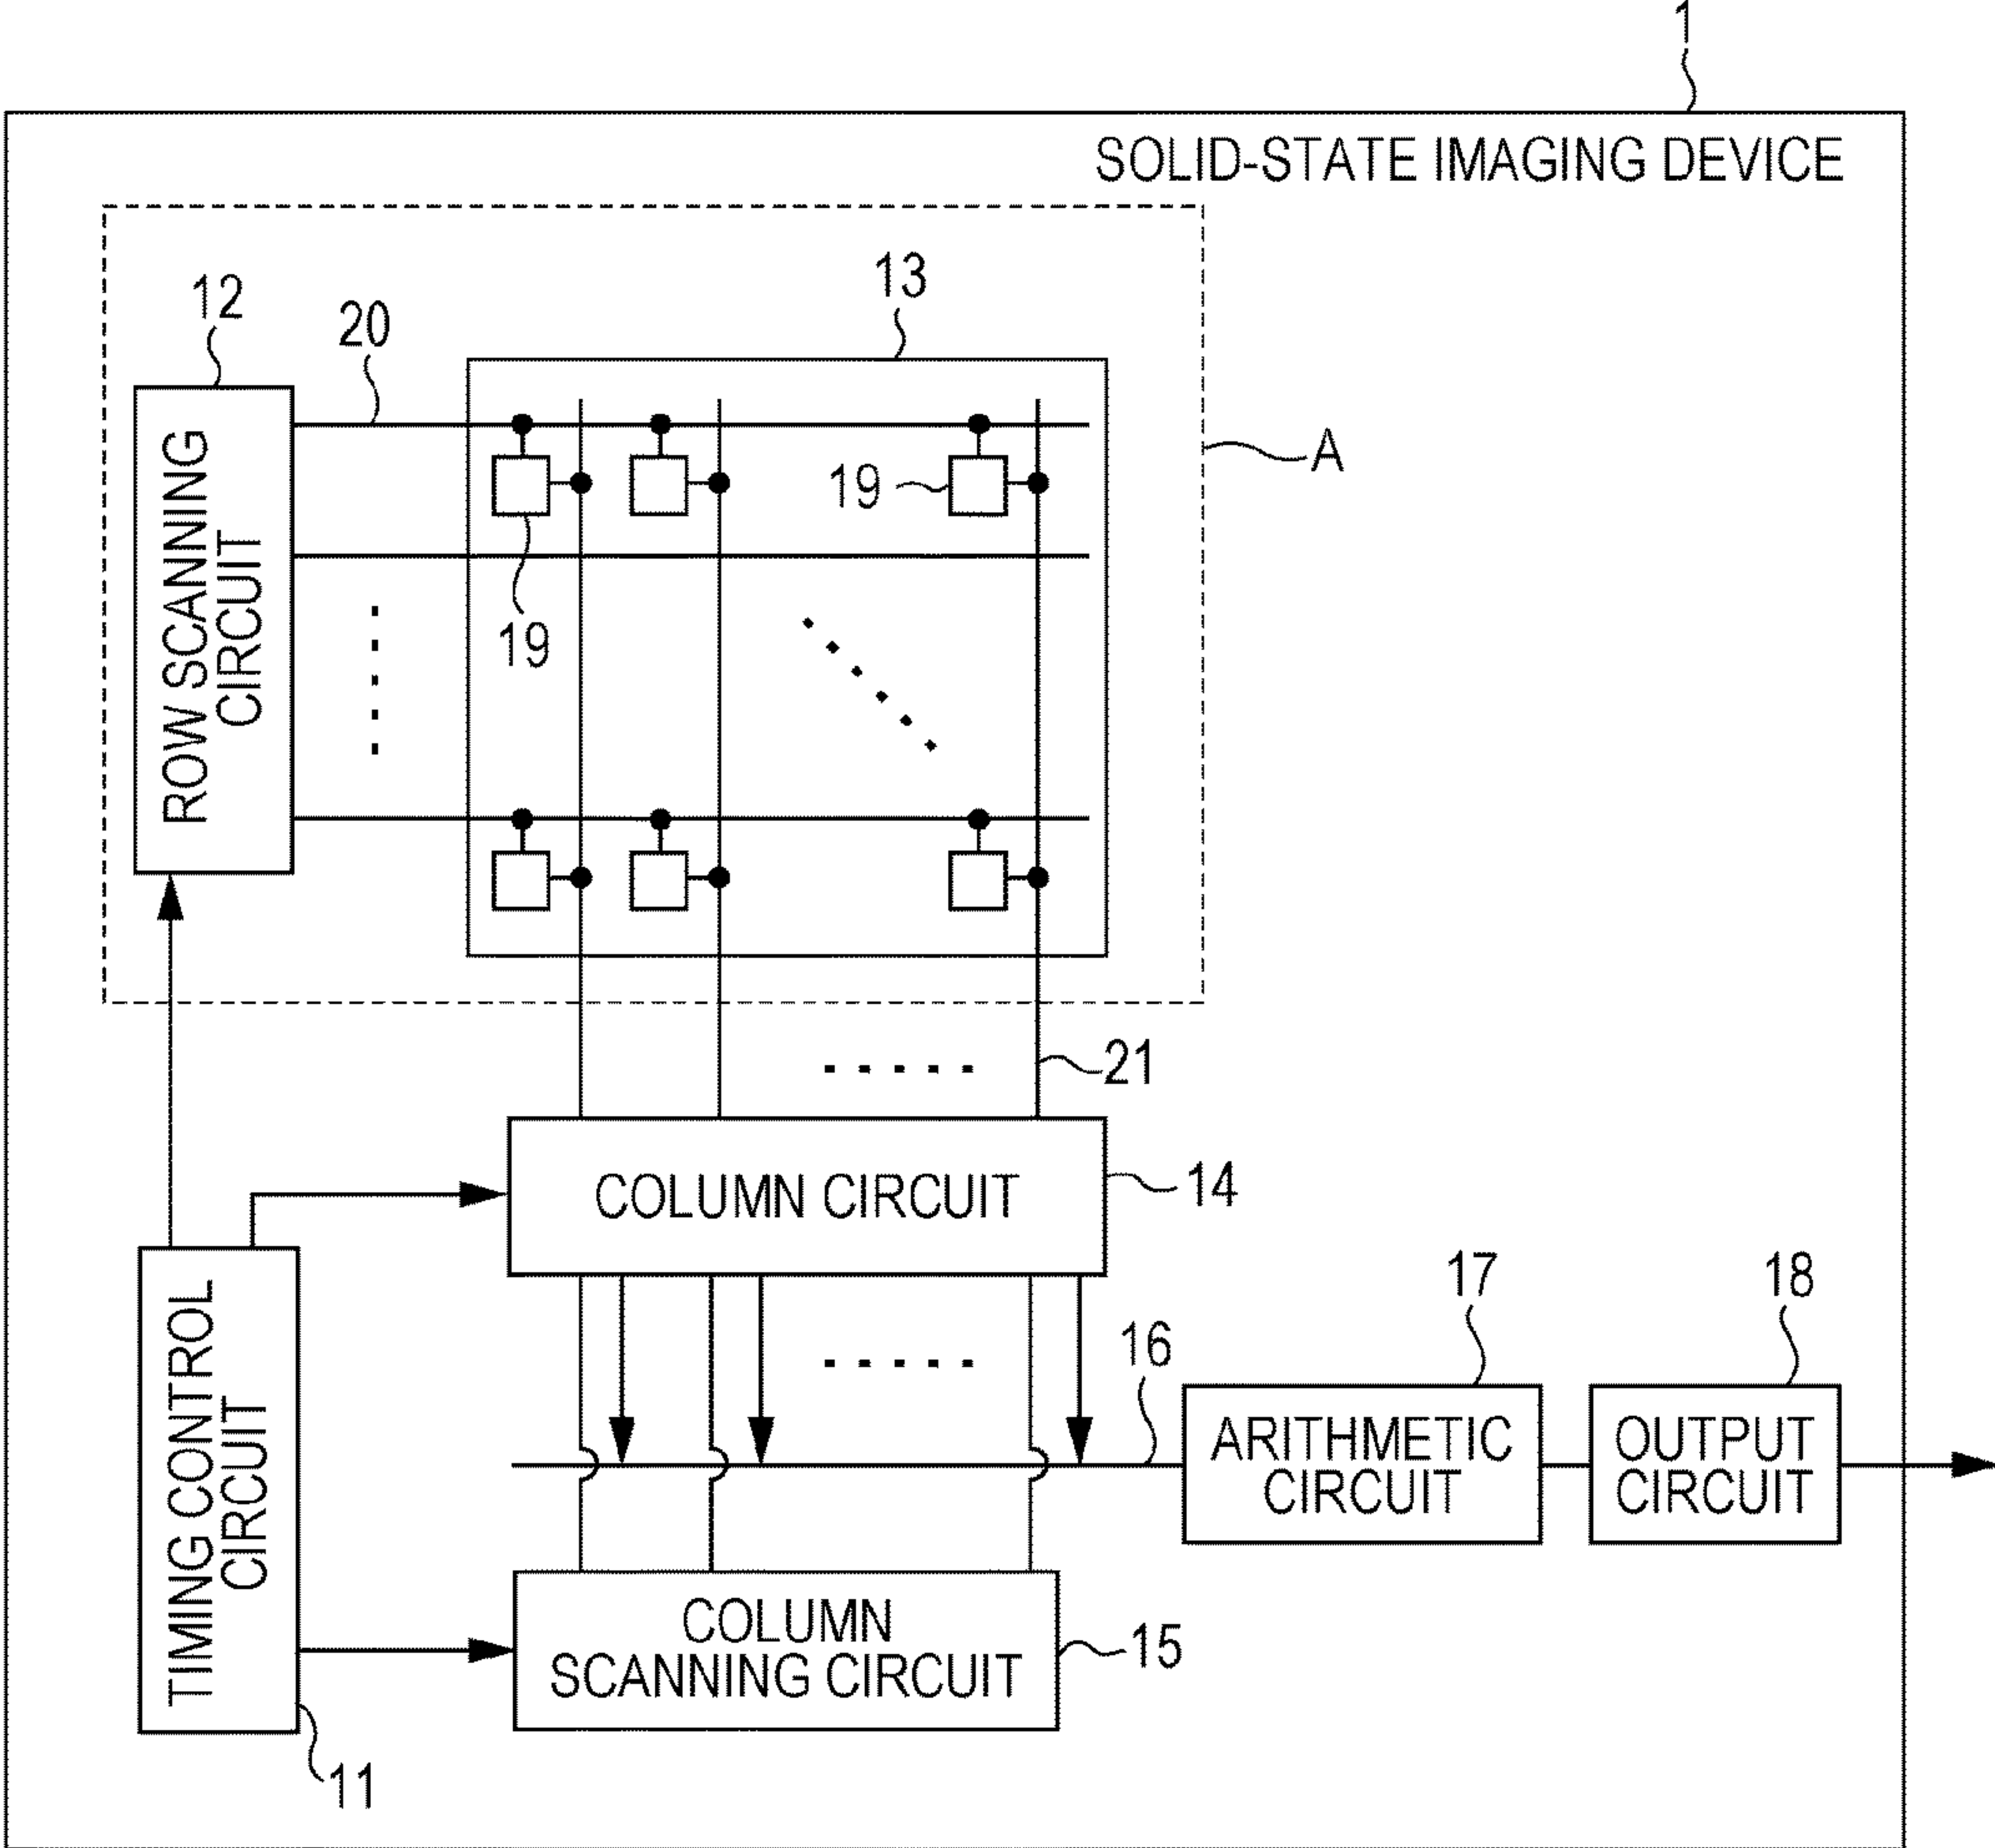 1
SOLID-STATE IMAGING DEVICE
13
12
20
A
19
19
ROW SCANNING
CIRCUIT
21
COLUMN CIRCUIT
14
17
18
16
TIMING CONTROL
CIRCUIT
ARITHMETIC
CIRCUIT
OUTPUT
CIRCUIT
COLUMN
SCANNING CIRCUIT
15
11